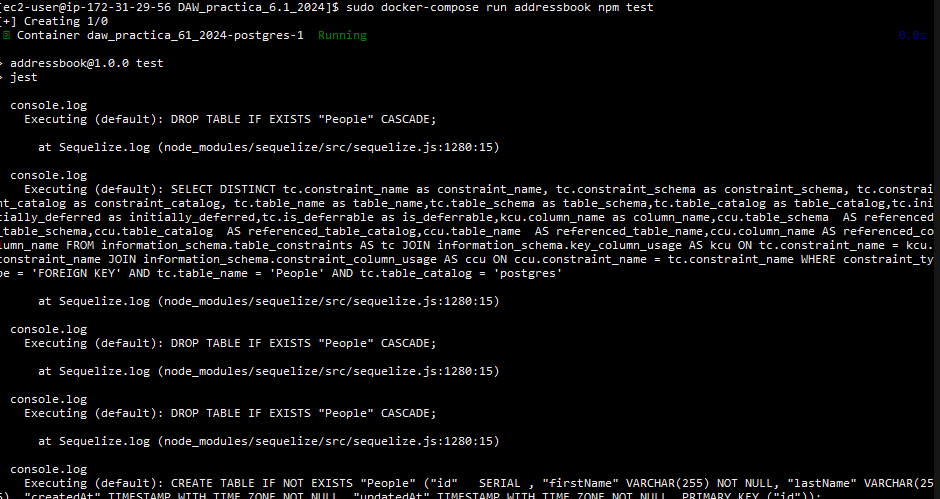 [ec2-user@ip-172-31-29-56 DAW_practica_6.1_2024]$ sudo docker-compose run addressbook npm test
[+] Creating 1/0
Container daw_practica_61_2024-postgres-1  Running  0.0s
> addressbook@1.0.0 test
> jest
console.log
Executing (default): DROP TABLE IF EXISTS "People" CASCADE;
at Sequelize.log (node_modules/sequelize/src/sequelize.js:1280:15)
console.log
Executing (default): SELECT DISTINCT tc.constraint_name as constraint_name, tc.constraint_schema as constraint_schema, tc.constrai
nt_catalog as constraint_catalog, tc.table_name as table_name,tc.table_schema as table_schema,tc.table_catalog as table_catalog,tc.ini
tially_deferred as initially_deferred,tc.is_deferrable as is_deferrable,kcu.column_name as column_name,ccu.table_schema  AS referenced
_table_schema,ccu.table_catalog  AS referenced_table_catalog,ccu.table_name  AS referenced_table_name,ccu.column_name AS referenced_co
lumn_name FROM information_schema.table_constraints AS tc JOIN information_schema.key_column_usage AS kcu ON tc.constraint_name = kcu.
constraint_name JOIN information_schema.constraint_column_usage AS ccu ON ccu.constraint_name = tc.constraint_name WHERE constraint_ty
pe = 'FOREIGN KEY' AND tc.table_name = 'People' AND tc.table_catalog = 'postgres'
at Sequelize.log (node_modules/sequelize/src/sequelize.js:1280:15)
console.log
Executing (default): DROP TABLE IF EXISTS "People" CASCADE;
at Sequelize.log (node_modules/sequelize/src/sequelize.js:1280:15)
console.log
Executing (default): DROP TABLE IF EXISTS "People" CASCADE;
at Sequelize.log (node_modules/sequelize/src/sequelize.js:1280:15)
console.log
Executing (default): CREATE TABLE IF NOT EXISTS "People" ("id"   SERIAL , "firstName" VARCHAR(255) NOT NULL, "lastName" VARCHAR(25
5), "createdAt" TIMESTAMP WITH TIME ZONE NOT NULL, "updatedAt" TIMESTAMP WITH TIME ZONE NOT NULL, PRIMARY KEY ("id"));